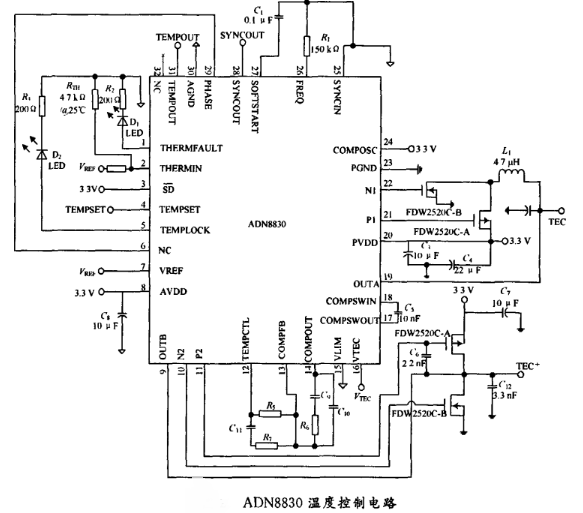 TEMPOUT
SYNCOUT
C1
0.1 μF
R1
150 kΩ
32 NC
31 TEMPOUT
30 AGND
29 PHASE
28 SYNCOUT
27 SOFTSTART
26 FREQ
25 SYNCIN
200 Ω
RTH
4.7 kΩ
/@25℃
R2
200 Ω
D1
LED
D2
LED
1 THERMFAULT
VREF
2 THERMIN
3.3V
3 SD
TEMPSET
4 TEMPSET
5 TEMPLOCK
6 NC
VREF
7 VREF
3.3 V
8 AVDD
C8
10 μF
ADN8830
COMPOSC 24
3.3 V
PGND 23
N1 22
P1 21
PVDD 20
OUTA 19
COMPSWIN 18
COMPSWOUT 17
L1
4.7 μH
FDW2520C-B
FDW2520C-A
TEC
3.3 V
10 μF
C4
22 μF
10 nF
3.3 V
C7
10 μF
FDW2520C-A
C6
2.2 nF
TEC+
C12
3.3 nF
FDW2520C-B
9 OUTB
10 N2
11 P2
12 TEMPCTL
13 COMPFB
14 COMPOUT
15 VLIM
16 VTEC
VTEC
R5
C11
R7
C9
R6
C10
ADN8830 温度控制电路